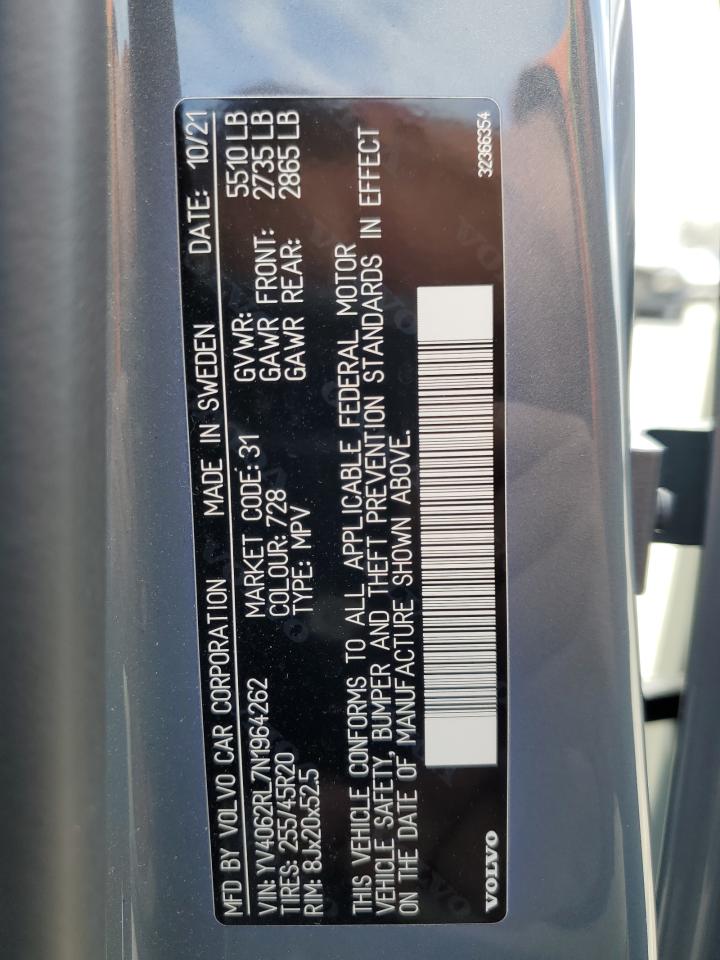 MFD BY VOLVO CAR CORPORATION MADE IN SWEDEN DATE: 10/21
VIN: YV4062RL7N1964262 MARKET CODE: 31 GVWR: 5510 LB
TIRES: 255/45R20 COLOUR: 728 GAWR FRONT: 2735 LB
RIM: 8Jx20x52.5 TYPE: MPV GAWR REAR: 2865 LB
THIS VEHICLE CONFORMS TO ALL APPLICABLE FEDERAL MOTOR
VEHICLE SAFETY, BUMPER AND THEFT PREVENTION STANDARDS IN EFFECT
ON THE DATE OF MANUFACTURE SHOWN ABOVE.
VOLVO 32366354